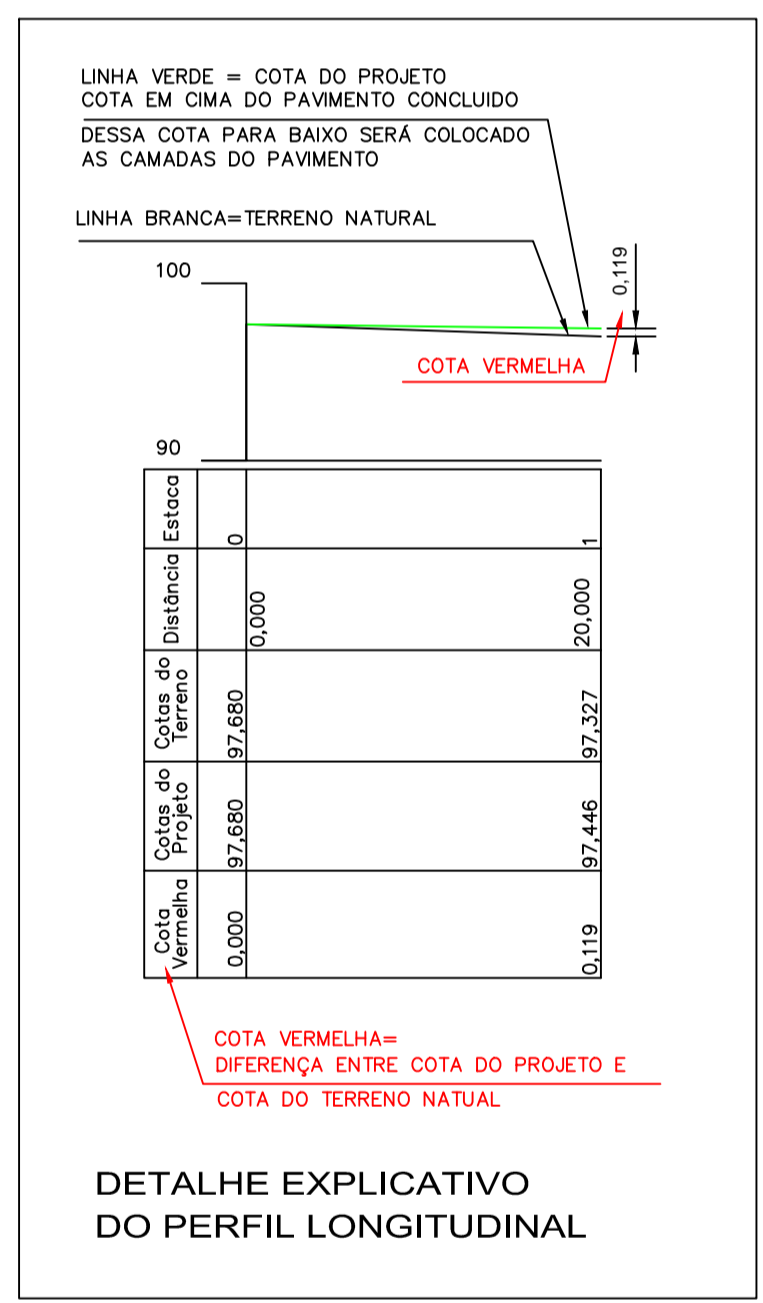 LINHA VERDE = COTA DO PROJETO
COTA EM CIMA DO PAVIMENTO CONCLUIDO
DESSA COTA PARA BAIXO SERÁ COLOCADO
AS CAMADAS DO PAVIMENTO
LINHA BRANCA=TERRENO NATURAL
100
0,119
COTA VERMELHA
90
Estaca
0
1
Distância
0,000
20,000
Cotas do
Terreno
97,680
97,327
Cotas do
Projeto
97,680
97,446
Cota
Vermelha
0,000
0,119
COTA VERMELHA=
DIFERENÇA ENTRE COTA DO PROJETO E
COTA DO TERRENO NATUAL
DETALHE EXPLICATIVO
DO PERFIL LONGITUDINAL